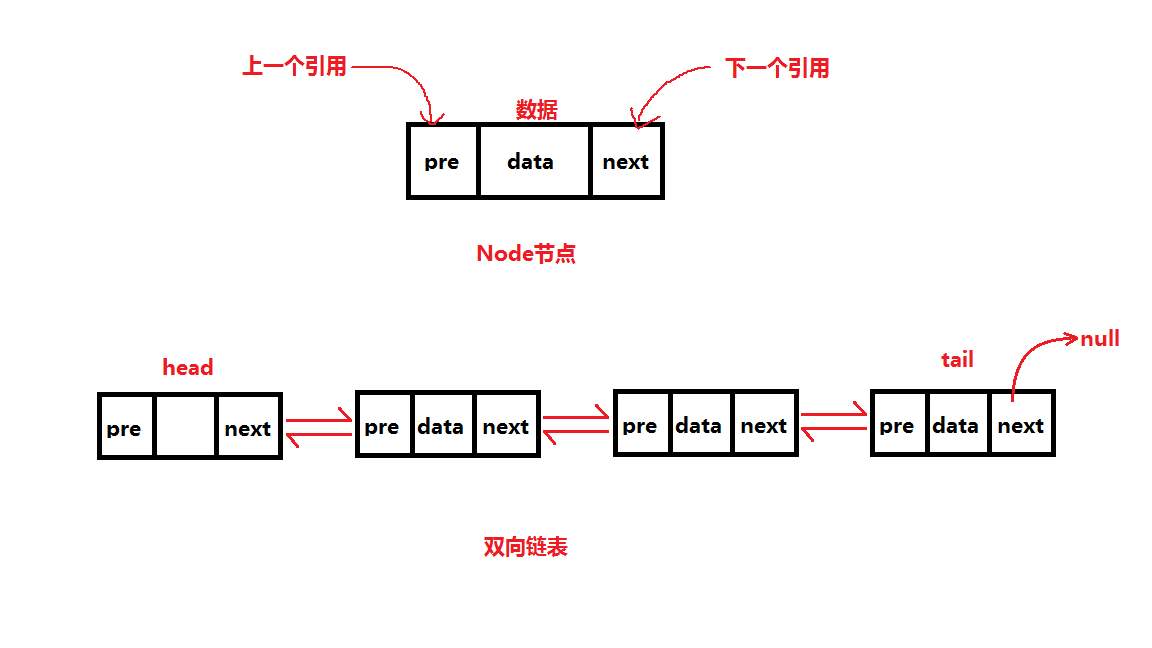 上一个引用
下一个引用
数据
pre data next
Node节点
head
tail
null
pre next
pre data next
pre data next
pre data next
双向链表